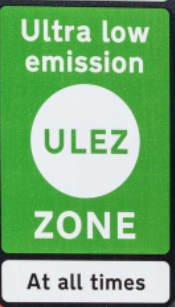 Ultra low
emission
ULEZ
ZONE
At all times